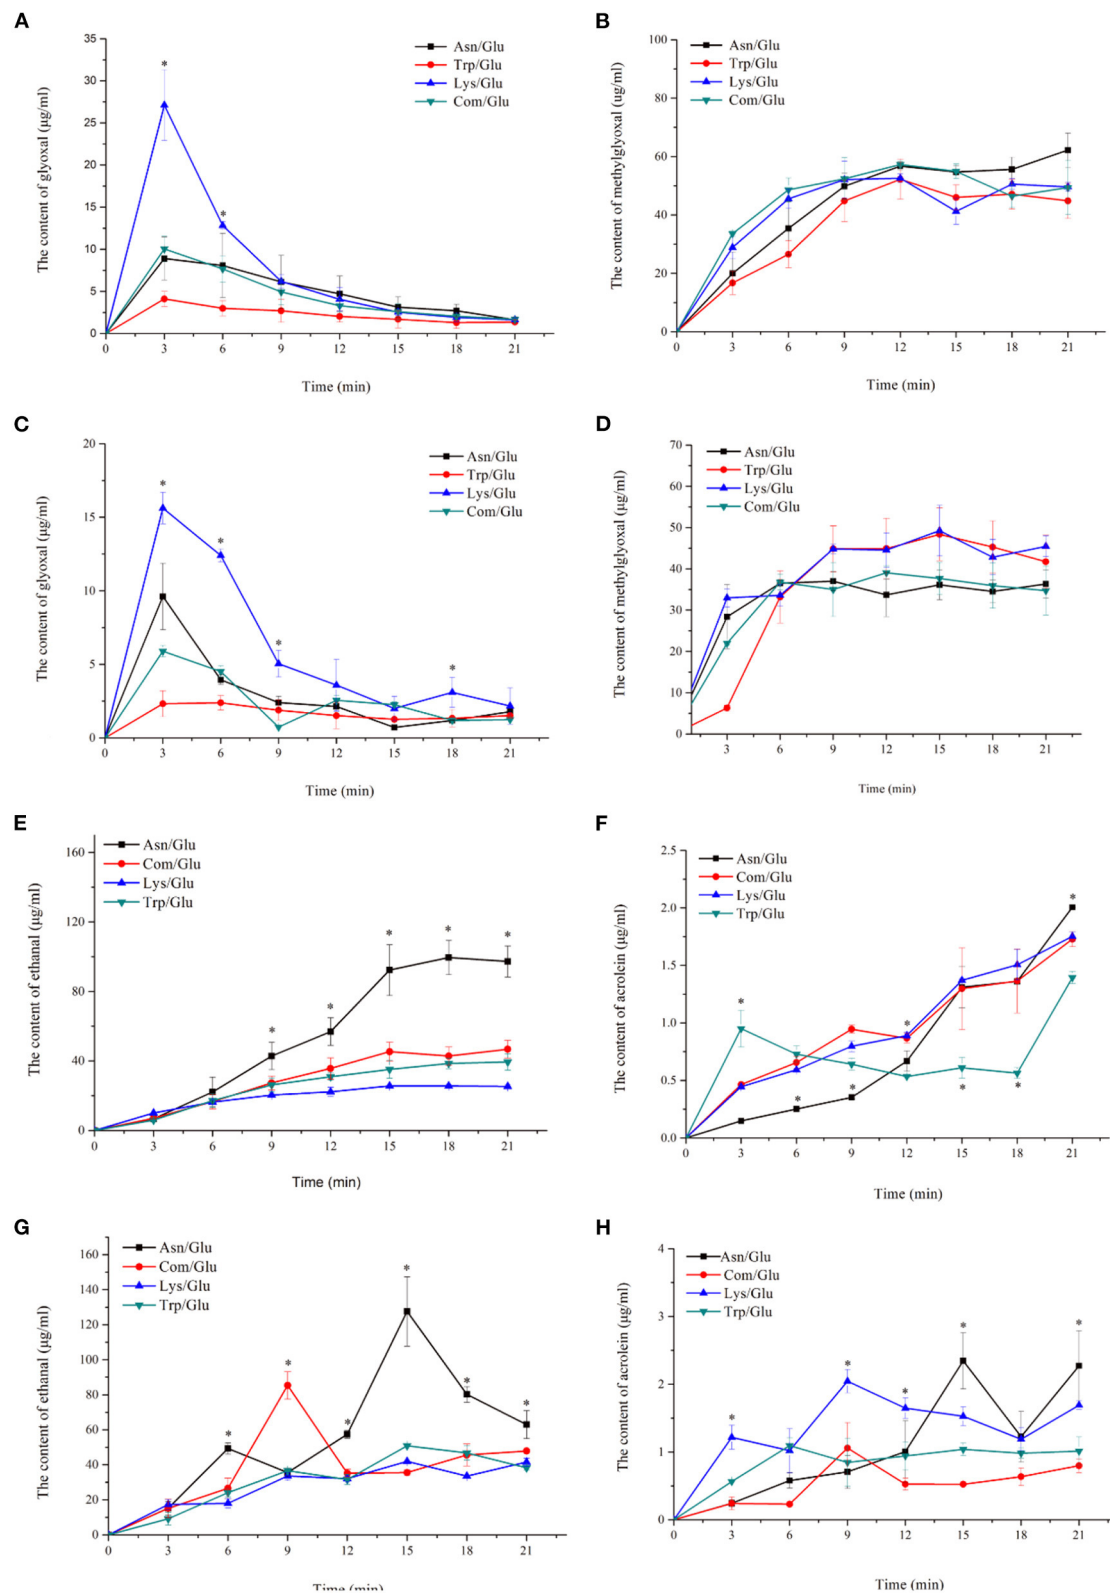 A
The content of glyoxal (μg/ml)
35
30
25
20
15
10
5
0
Asn/Glu
Trp/Glu
Lys/Glu
Com/Glu
*
*
0 3 6 9 12 15 18 21
Time (min)
B
The content of methylglyoxal (ug/ml)
100
80
60
40
20
0
Asn/Glu
Trp/Glu
Lys/Glu
Com/Glu
0 3 6 9 12 15 18 21
Time (min)
C
The content of glyoxal (μg/ml)
20
15
10
5
0
Asn/Glu
Trp/Glu
Lys/Glu
Com/Glu
*
*
*
*
0 3 6 9 12 15 18 21
Time (min)
D
The content of methylglyoxal (μg/ml)
70
60
50
40
30
20
10
0
Asn/Glu
Trp/Glu
Lys/Glu
Com/Glu
3 6 9 12 15 18 21
Time (min)
E
The content of ethanal (μg/ml)
160
120
80
40
0
Asn/Glu
Com/Glu
Lys/Glu
Trp/Glu
* * * * *
0 3 6 9 12 15 18 21
Time (min)
F
The content of acrolein (μg/ml)
2.5
2.0
1.5
1.0
0.5
0.0
Asn/Glu
Com/Glu
Lys/Glu
Trp/Glu
* * * * * * *
0 3 6 9 12 15 18 21
Time (min)
G
The content of ethanal (μg/ml)
160
140
120
100
80
60
40
20
0
Asn/Glu
Com/Glu
Lys/Glu
Trp/Glu
* * * * * *
0 3 6 9 12 15 18 21
Time (min)
H
The content of acrolein (μg/ml)
4
3
2
1
0
Asn/Glu
Com/Glu
Lys/Glu
Trp/Glu
* * * * *
0 3 6 9 12 15 18 21
Time (min)